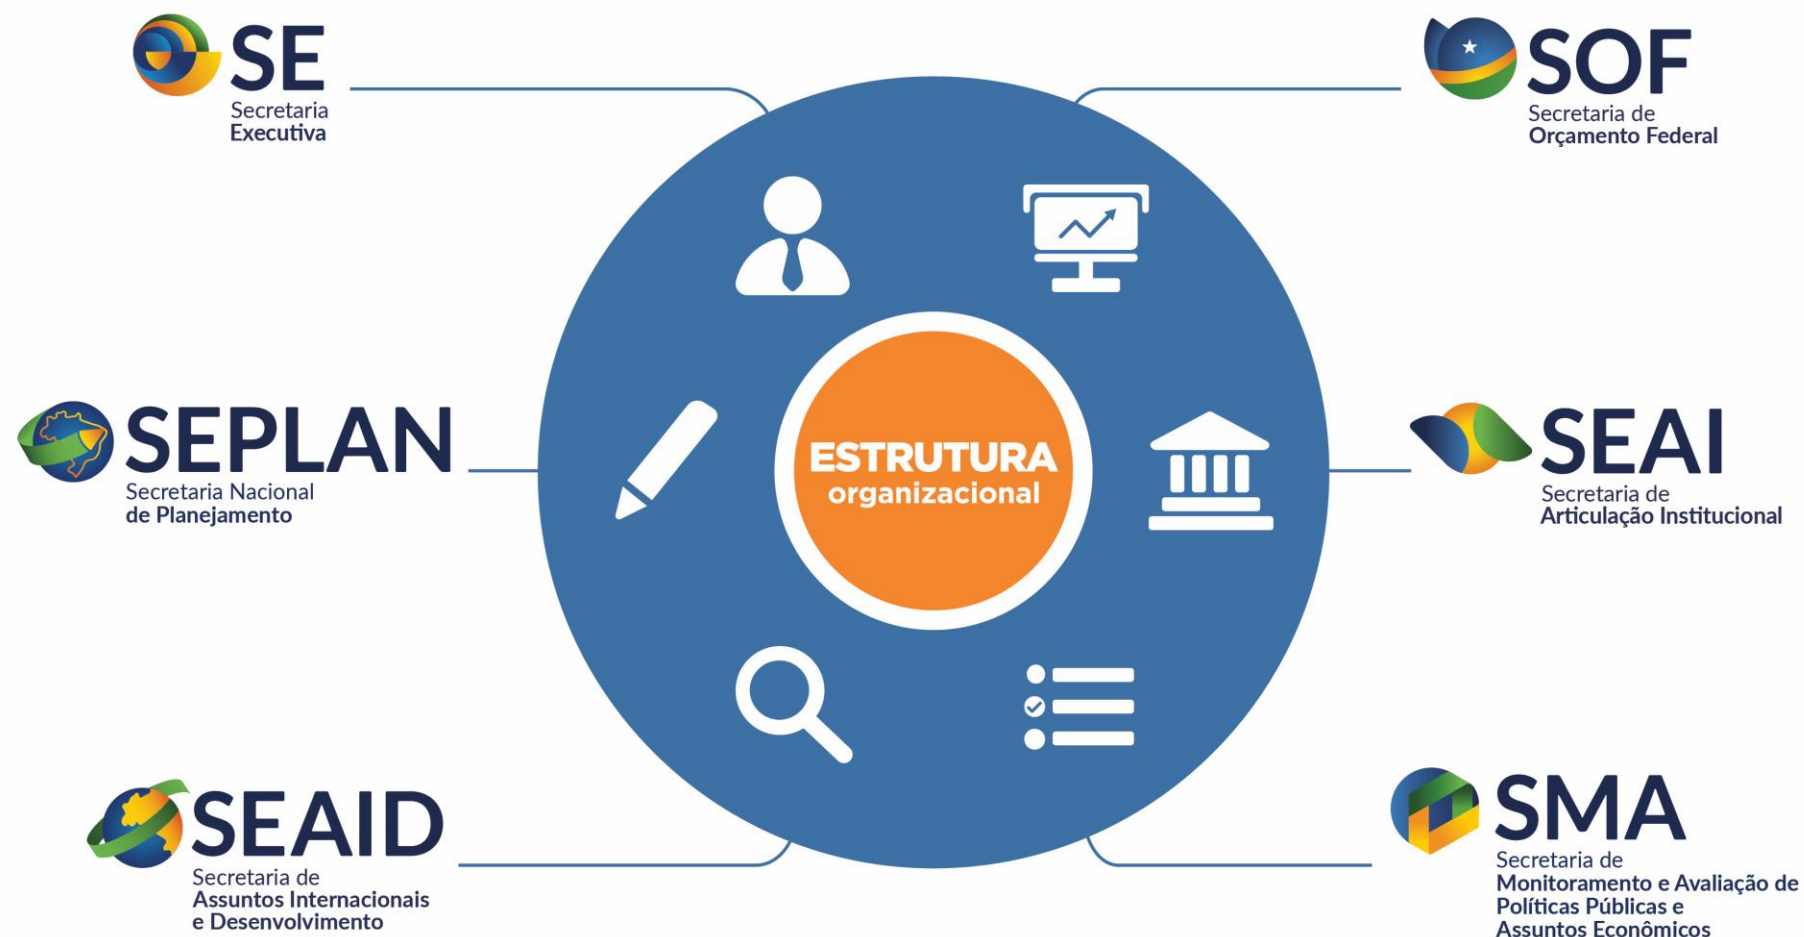 SE
Secretaria
Executiva
SOF
Secretaria de
Orçamento Federal
SEPLAN
Secretaria Nacional
de Planejamento
ESTRUTURA
organizacional
SEAI
Secretaria de
Articulação Institucional
SEAID
Secretaria de
Assuntos Internacionais
e Desenvolvimento
SMA
Secretaria de
Monitoramento e Avaliação de
Políticas Públicas e
Assuntos Econômicos